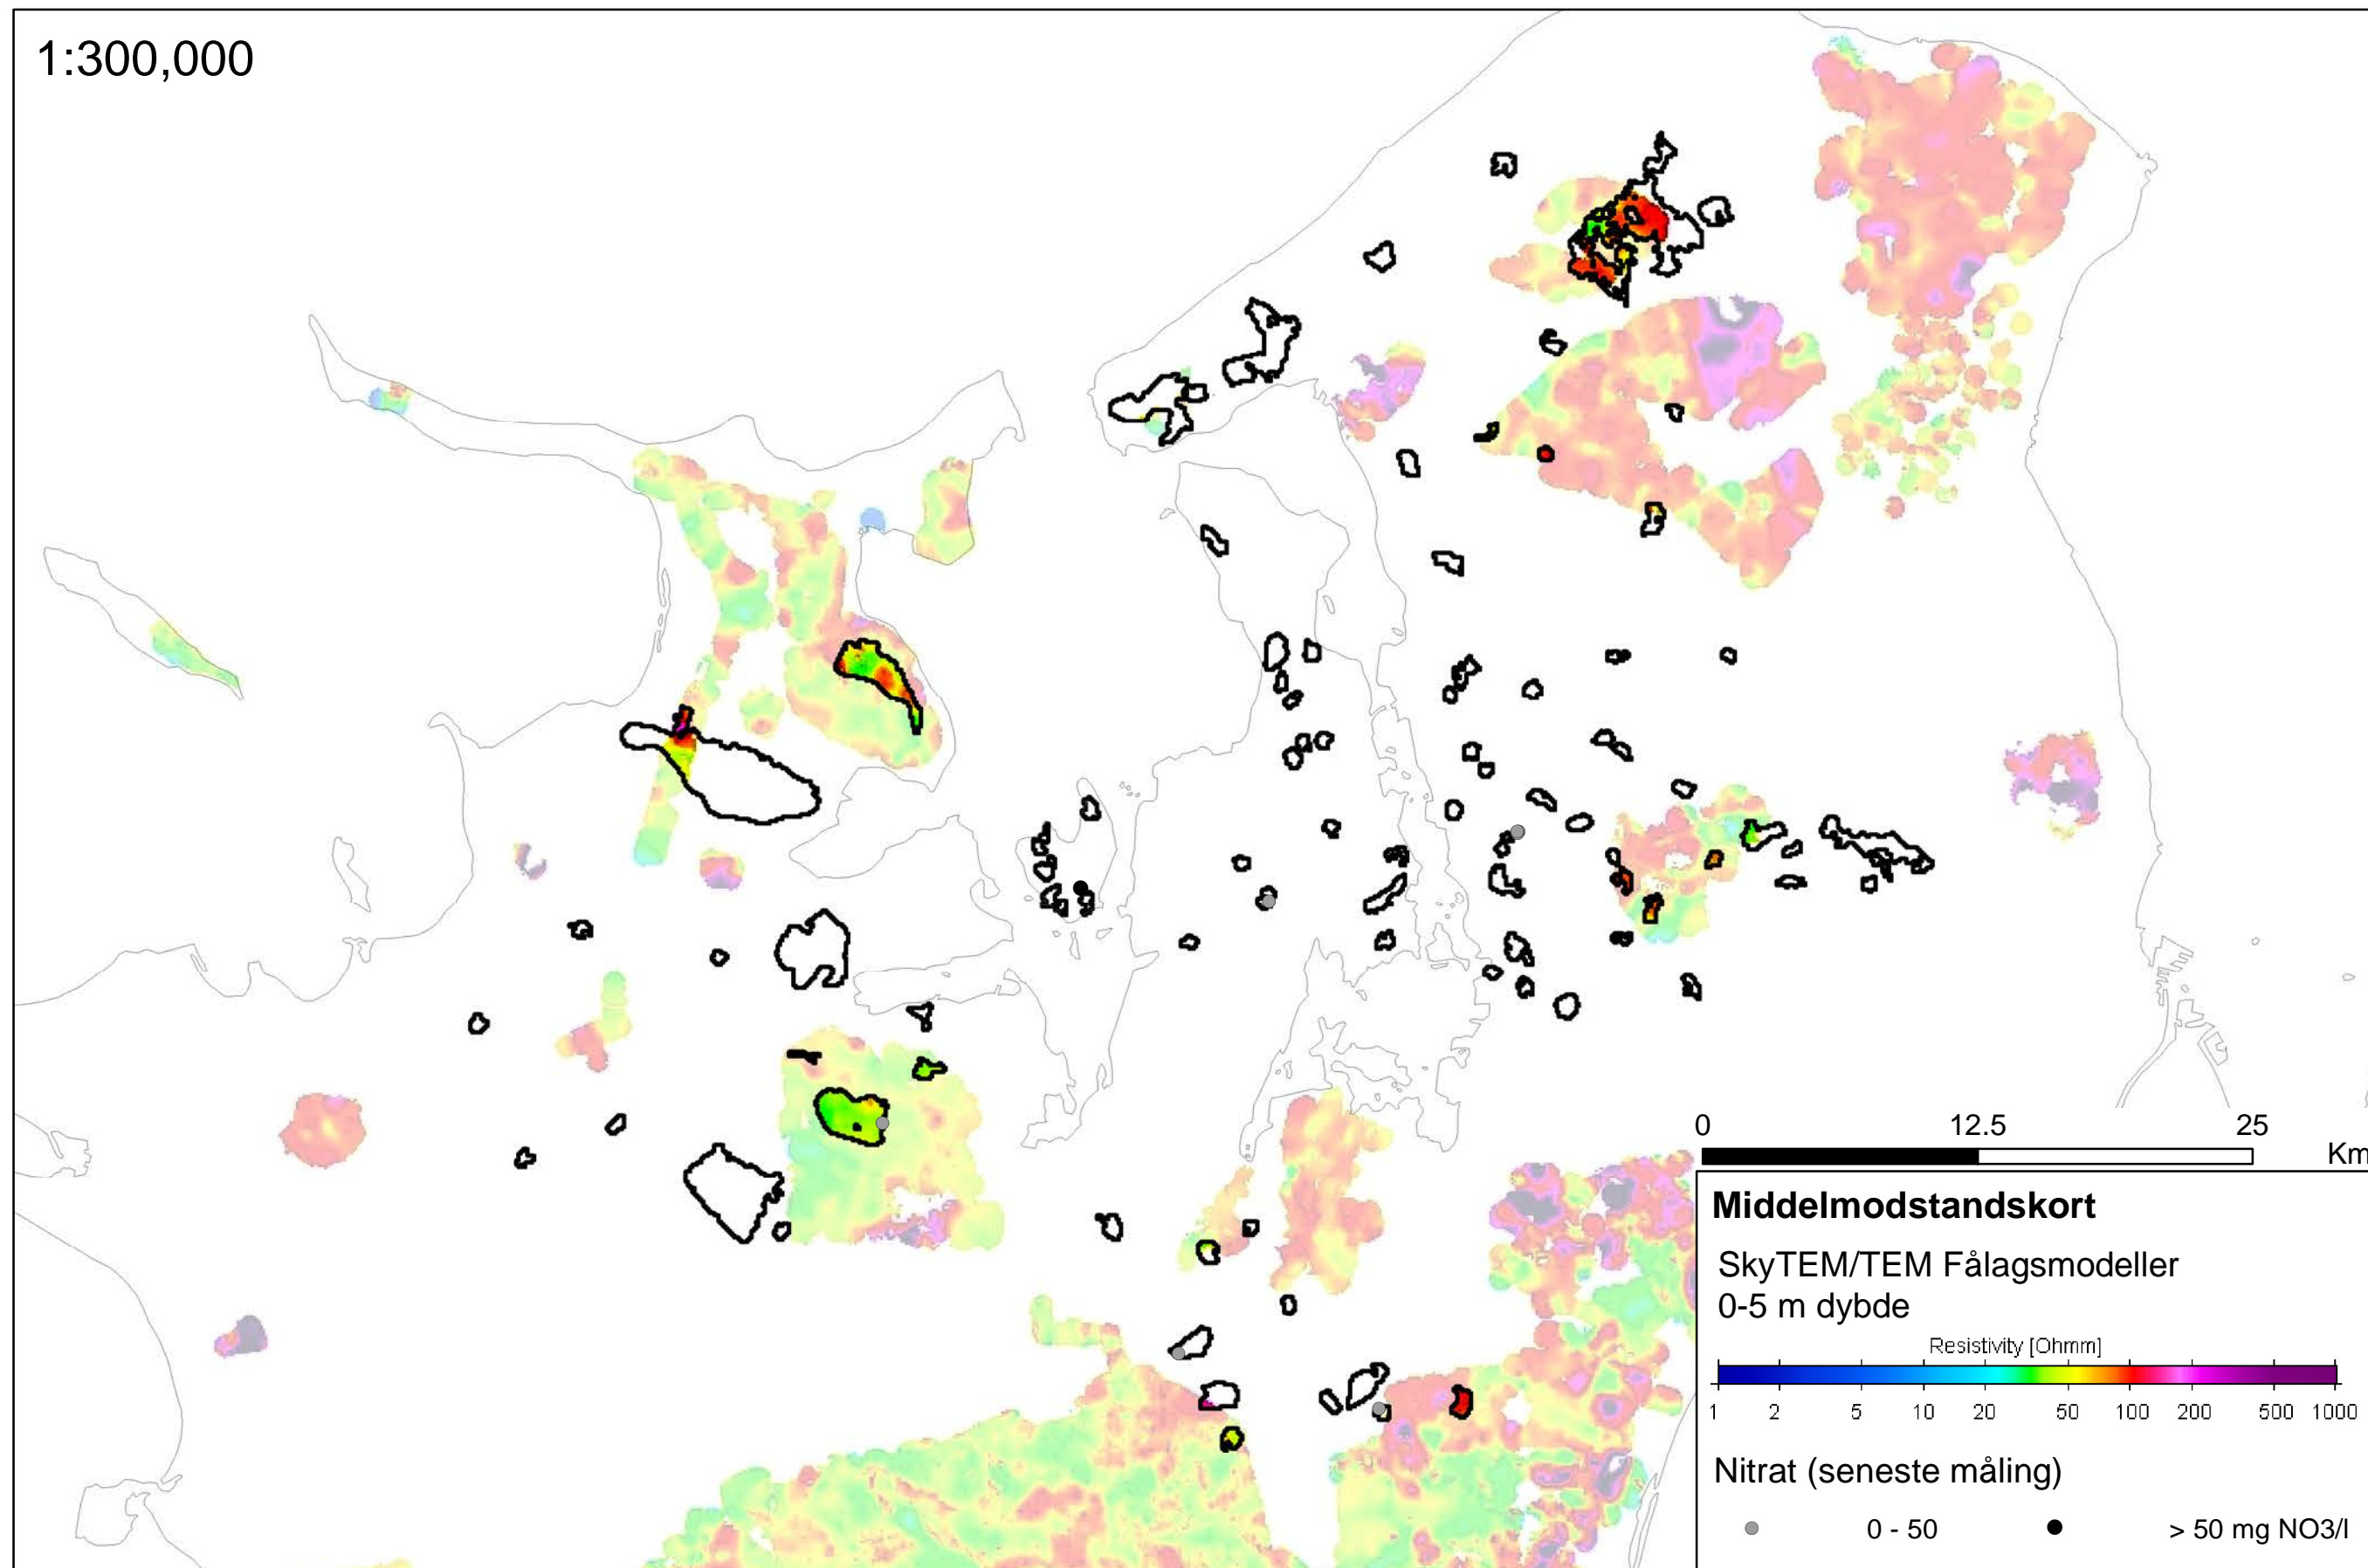 1:300,000
0 12.5 25
Km
Middelmodstandskort
SkyTEM/TEM Fålagsmodeller
0-5 m dybde
Resistivity [Ohmm]
1 2 5 10 20 50 100 200 500 1000
Nitrat (seneste måling)
0 - 50 > 50 mg NO3/l